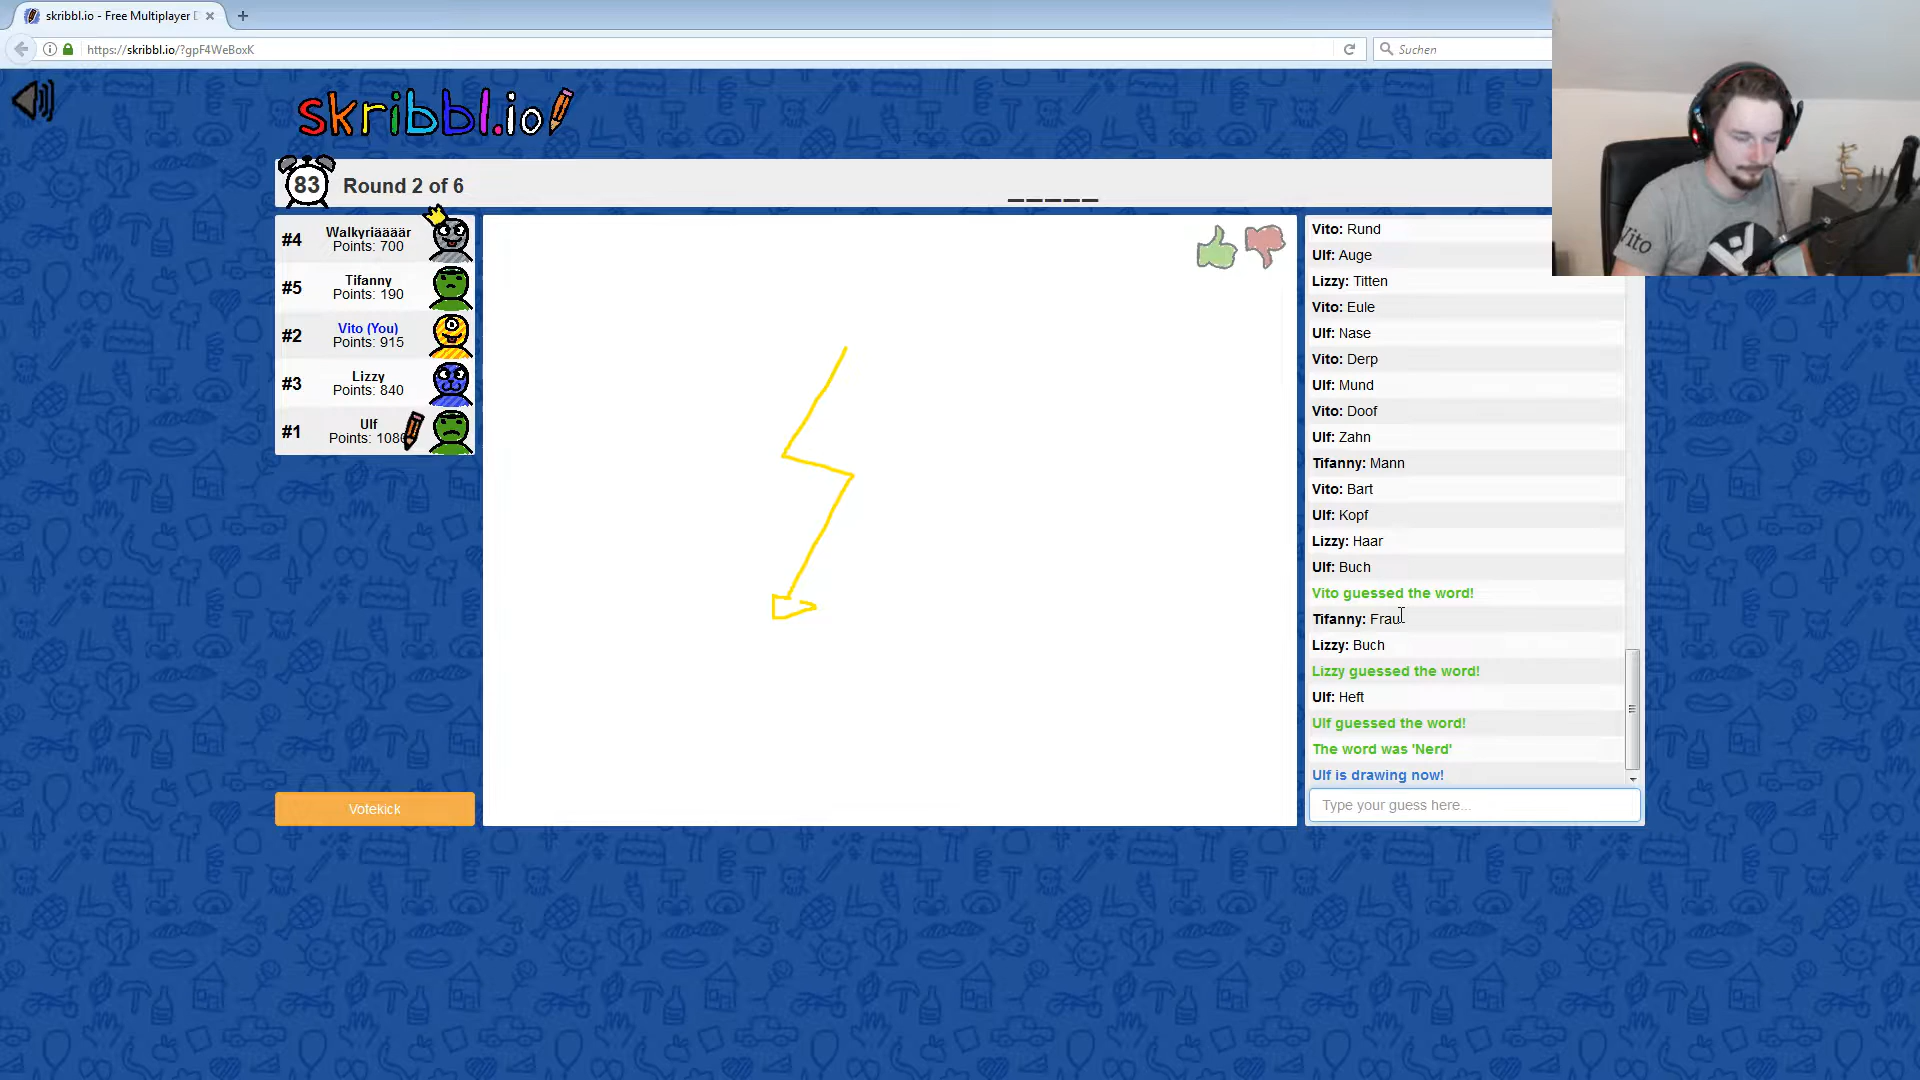 skribbl.io - Free Multiplayer D
https://skribbl.io/?gpF4WeBoxK
Suchen
skribbl.io
83
Round 2 of 6
_____
#4
Walkyriäääär
Points: 700
#5
Tifanny
Points: 190
#2
Vito (You)
Points: 915
#3
Lizzy
Points: 840
#1
Ulf
Points: 1080
Votekick
Vito: Rund
Ulf: Auge
Lizzy: Titten
Vito: Eule
Ulf: Nase
Vito: Derp
Ulf: Mund
Vito: Doof
Ulf: Zahn
Tifanny: Mann
Vito: Bart
Ulf: Kopf
Lizzy: Haar
Ulf: Buch
Vito guessed the word!
Tifanny: Frau
Lizzy: Buch
Lizzy guessed the word!
Ulf: Heft
Ulf guessed the word!
The word was 'Nerd'
Ulf is drawing now!
Type your guess here...
Vito